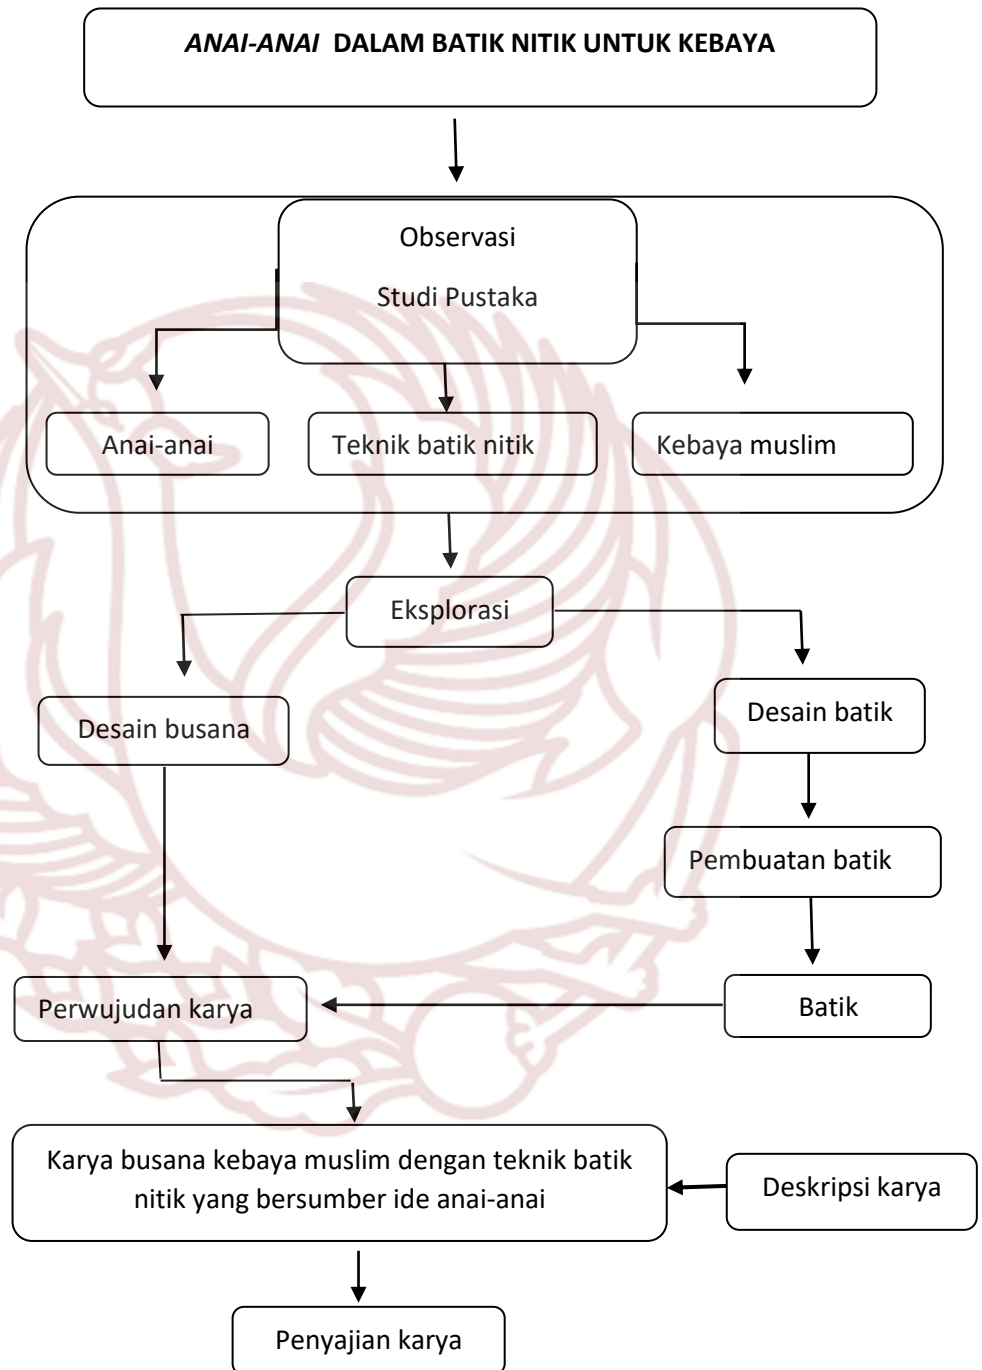 ANAI-ANAI DALAM BATIK NITIK UNTUK KEBAYA
Observasi
Studi Pustaka
Anai-anai
Teknik batik nitik
Kebaya muslim
Eksplorasi
Desain busana
Desain batik
Pembuatan batik
Perwujudan karya
Batik
Karya busana kebaya muslim dengan teknik batik
nitik yang bersumber ide anai-anai
Deskripsi karya
Penyajian karya